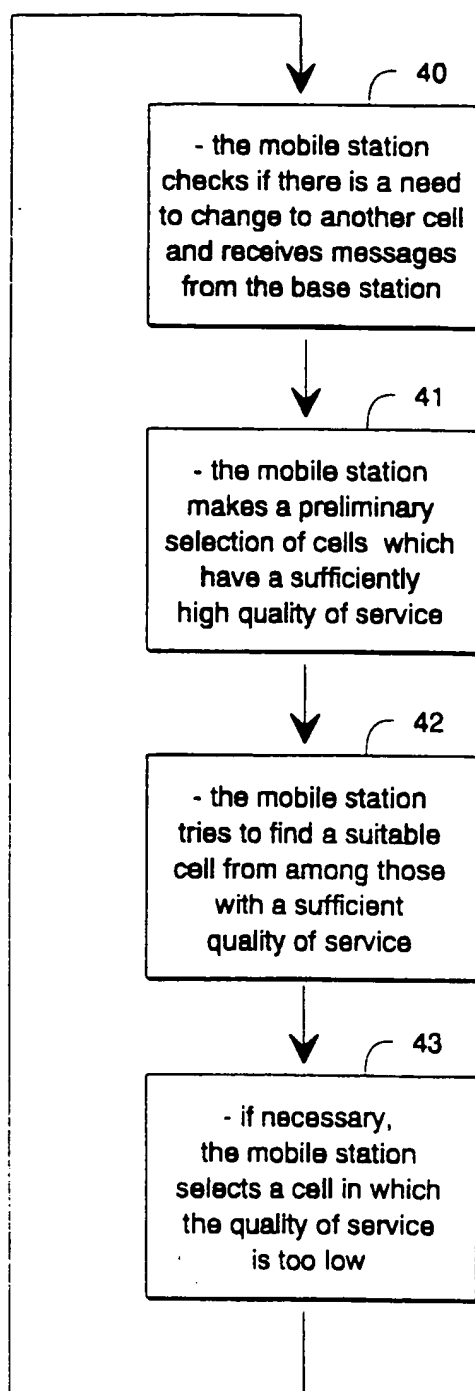 40
- the mobile station
checks if there is a need
to change to another cell
and receives messages
from the base station
41
- the mobile station
makes a preliminary
selection of cells which
have a sufficiently
high quality of service
42
- the mobile station
tries to find a suitable
cell from among those
with a sufficient
quality of service
43
- if necessary,
the mobile station
selects a cell in which
the quality of service
is too low